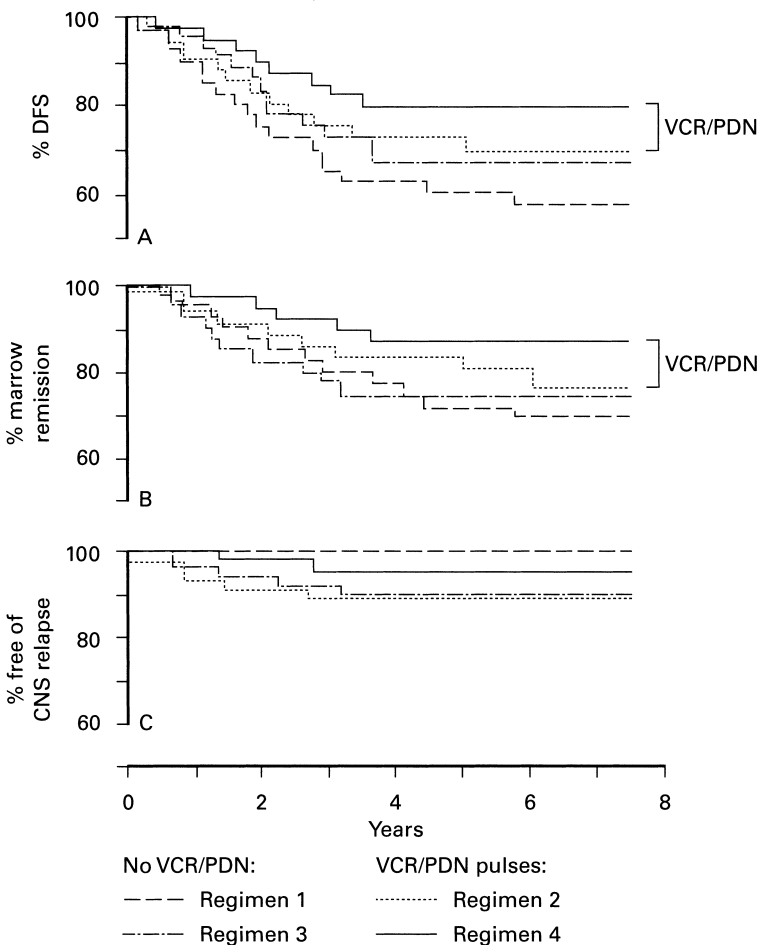 100
80
60
% DFS
A
VCR/PDN
100
80
60
% marrow
remission
B
VCR/PDN
100
80
60
% free of
CNS relapse
C
0 2 4 6 8
Years
No VCR/PDN: VCR/PDN pulses:
Regimen 1 Regimen 2
Regimen 3 Regimen 4